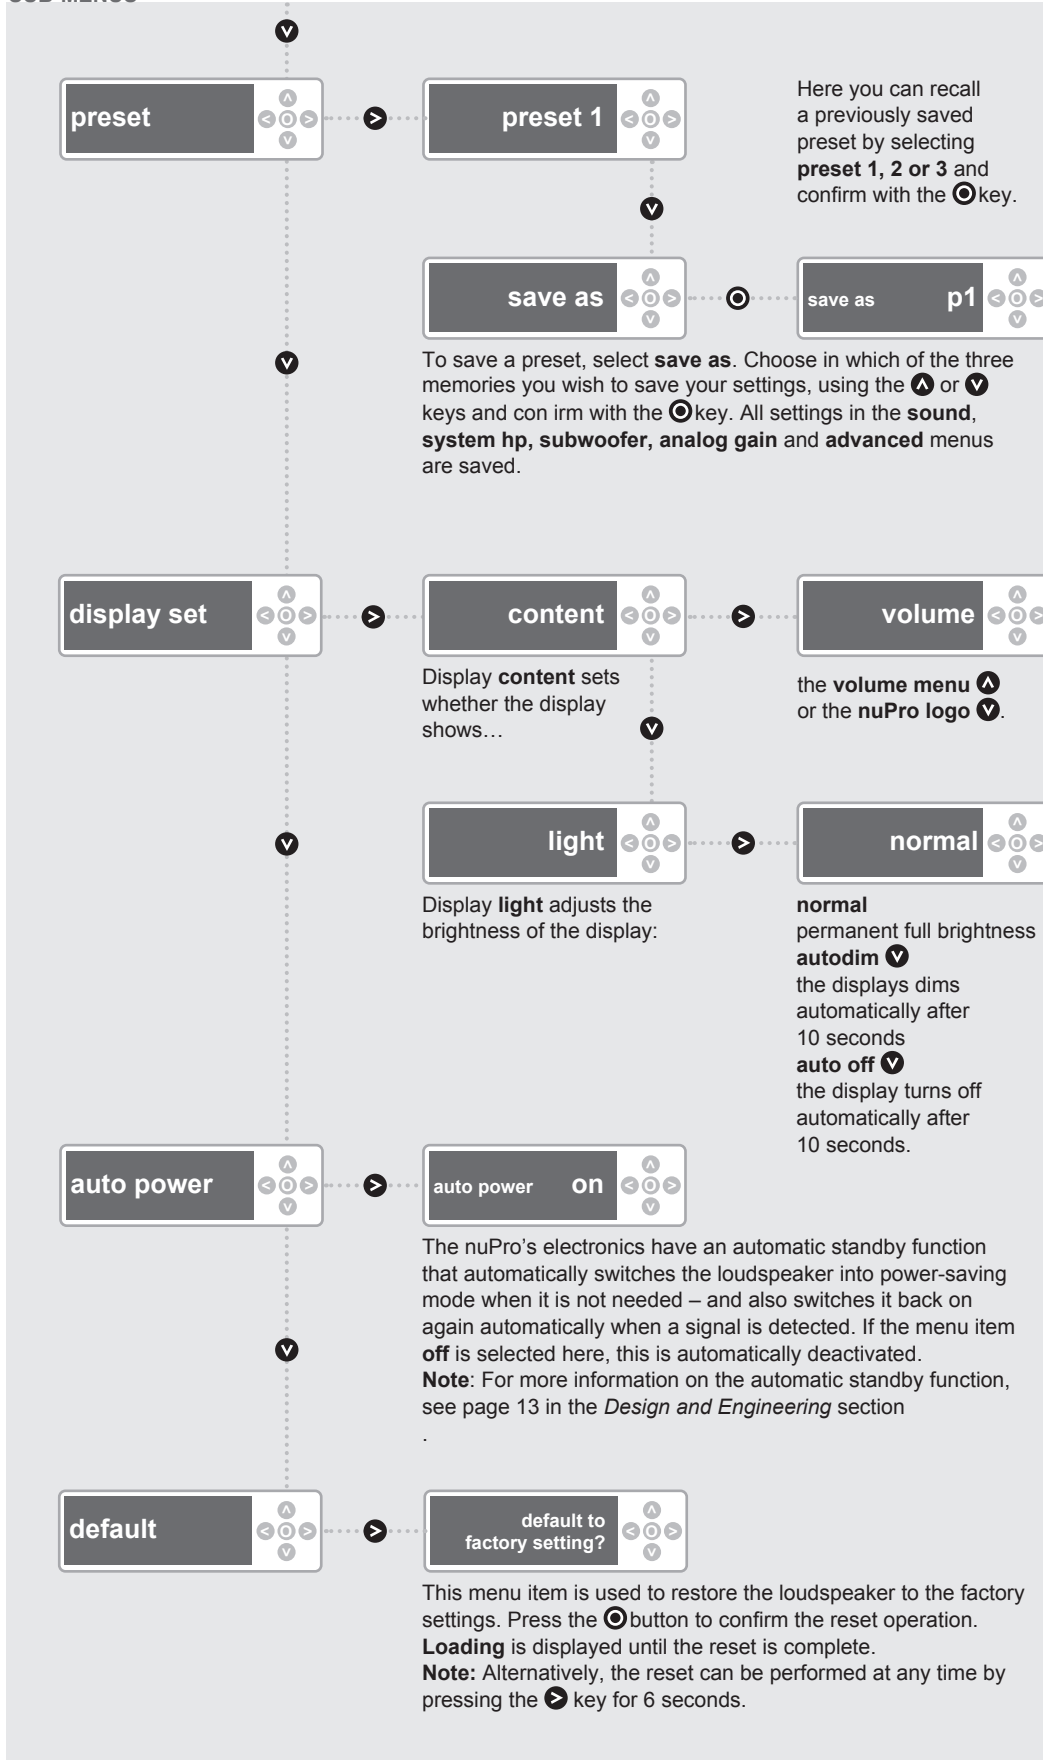 SUB MENUS
preset
preset 1
Here you can recall
a previously saved
preset by selecting
preset 1, 2 or 3 and
confirm with the key.
save as
save as p1
To save a preset, select save as. Choose in which of the three
memories you wish to save your settings, using the or
keys and con irm with the key. All settings in the sound,
system hp, subwoofer, analog gain and advanced menus
are saved.
display set
content
volume
Display content sets
whether the display
shows…
the volume menu
or the nuPro logo .
light
normal
Display light adjusts the
brightness of the display:
normal
permanent full brightness
autodim
the displays dims
automatically after
10 seconds
auto off
the display turns off
automatically after
10 seconds.
auto power
auto power on
The nuPro’s electronics have an automatic standby function
that automatically switches the loudspeaker into power-saving
mode when it is not needed – and also switches it back on
again automatically when a signal is detected. If the menu item
off is selected here, this is automatically deactivated.
Note: For more information on the automatic standby function,
see page 13 in the Design and Engineering section
.
default
default to
factory setting?
This menu item is used to restore the loudspeaker to the factory
settings. Press the button to confirm the reset operation.
Loading is displayed until the reset is complete.
Note: Alternatively, the reset can be performed at any time by
pressing the key for 6 seconds.